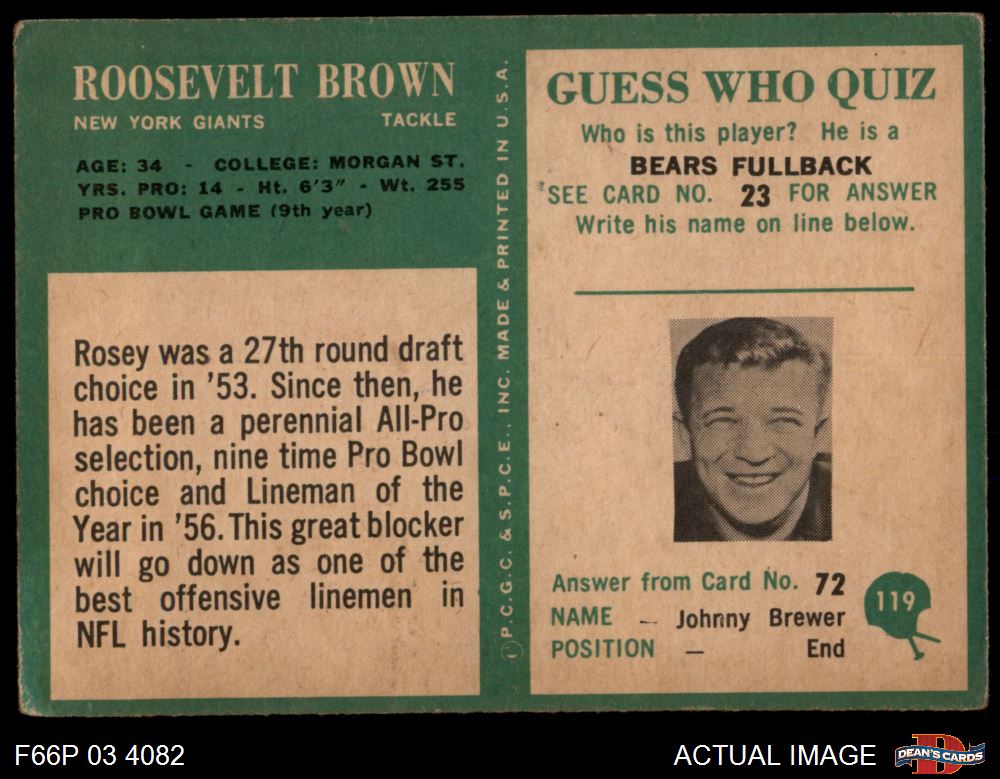 ROOSEVELT BROWN
NEW YORK GIANTS TACKLE
AGE: 34 - COLLEGE: MORGAN ST.
YRS. PRO: 14 - Ht. 6'3" - Wt. 255
PRO BOWL GAME (9th year)
Rosey was a 27th round draft
choice in '53. Since then, he
has been a perennial All-Pro
selection, nine time Pro Bowl
choice and Lineman of the
Year in '56. This great blocker
will go down as one of the
best offensive linemen in
NFL history.
© P.C.G.C. & S.P.C.E., INC. MADE & PRINTED IN U.S.A.
GUESS WHO QUIZ
Who is this player? He is a
BEARS FULLBACK
SEE CARD NO. 23 FOR ANSWER
Write his name on line below.
Answer from Card No. 72
NAME — Johnny Brewer
POSITION — End
119
F66P 03 4082
ACTUAL IMAGE
DEAN'S CARDS